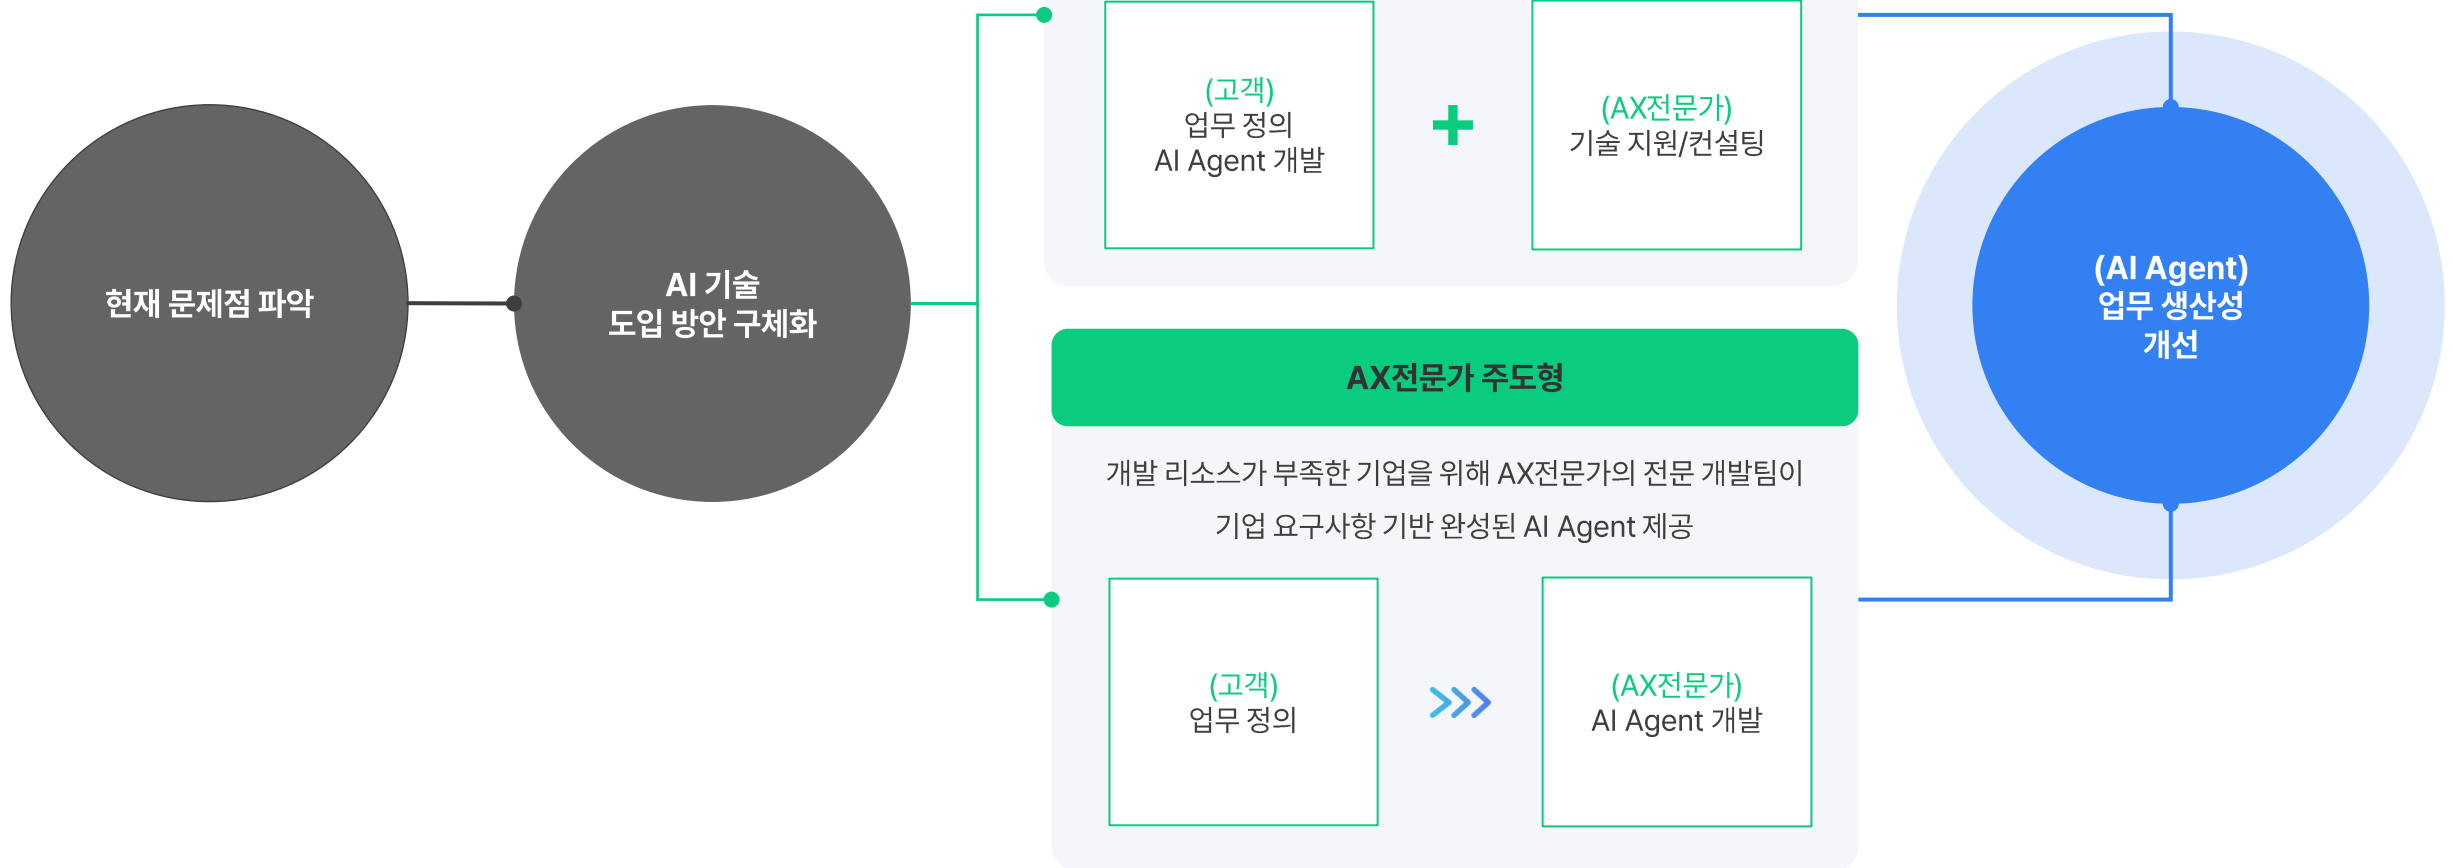 현재 문제점 파악
AI 기술
도입 방안 구체화
(고객)
업무 정의
AI Agent 개발
(AX전문가)
기술 지원/컨설팅
AX전문가 주도형
개발 리소스가 부족한 기업을 위해 AX전문가의 전문 개발팀이
기업 요구사항 기반 완성된 AI Agent 제공
(고객)
업무 정의
(AX전문가)
AI Agent 개발
(AI Agent)
업무 생산성
개선